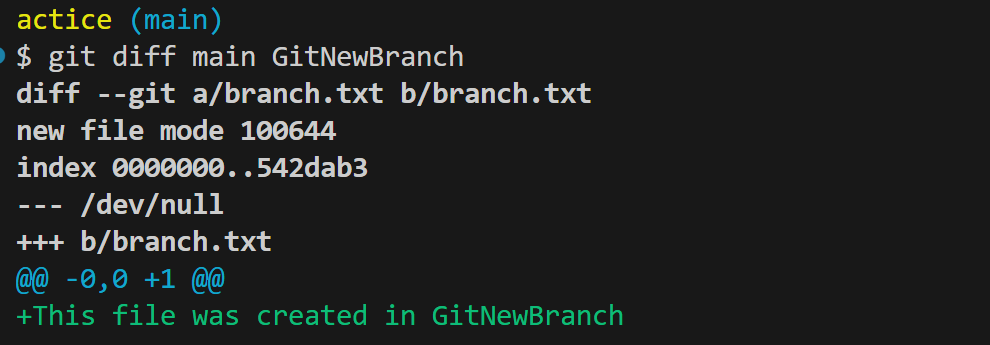 actice (main)
$ git diff main GitNewBranch
diff --git a/branch.txt b/branch.txt
new file mode 100644
index 0000000..542dab3
--- /dev/null
+++ b/branch.txt
@@ -0,0 +1 @@
+This file was created in GitNewBranch